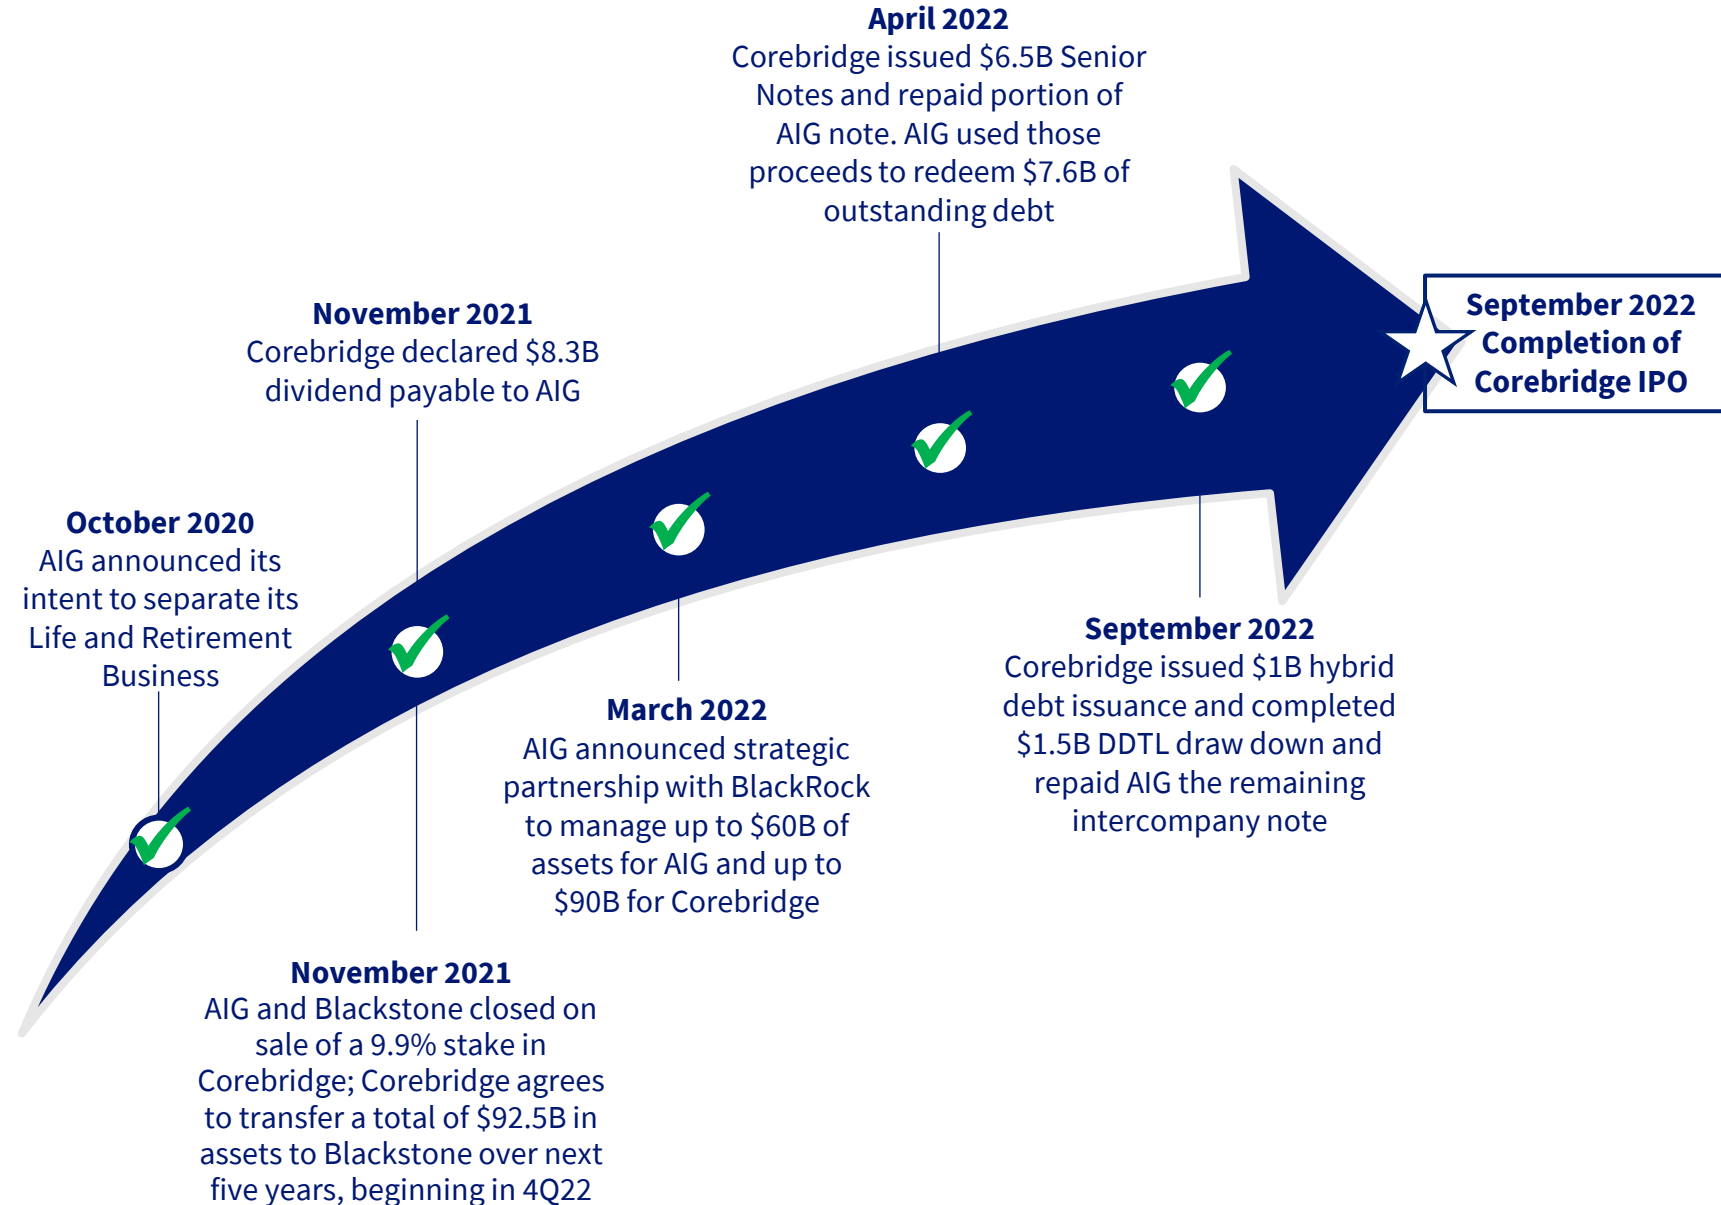 April 2022
Corebridge issued $6.5B Senior
Notes and repaid portion of
AIG note. AIG used those
proceeds to redeem $7.6B of
outstanding debt
September 2022
Completion of
Corebridge IPO
November 2021
Corebridge declared $8.3B
dividend payable to AIG
October 2020
AIG announced its
intent to separate its
Life and Retirement
Business
September 2022
Corebridge issued $1B hybrid
debt issuance and completed
$1.5B DDTL draw down and
repaid AIG the remaining
intercompany note
March 2022
AIG announced strategic
partnership with BlackRock
to manage up to $60B of
assets for AIG and up to
$90B for Corebridge
November 2021
AIG and Blackstone closed on
sale of a 9.9% stake in
Corebridge; Corebridge agrees
to transfer a total of $92.5B in
assets to Blackstone over next
five years, beginning in 4Q22